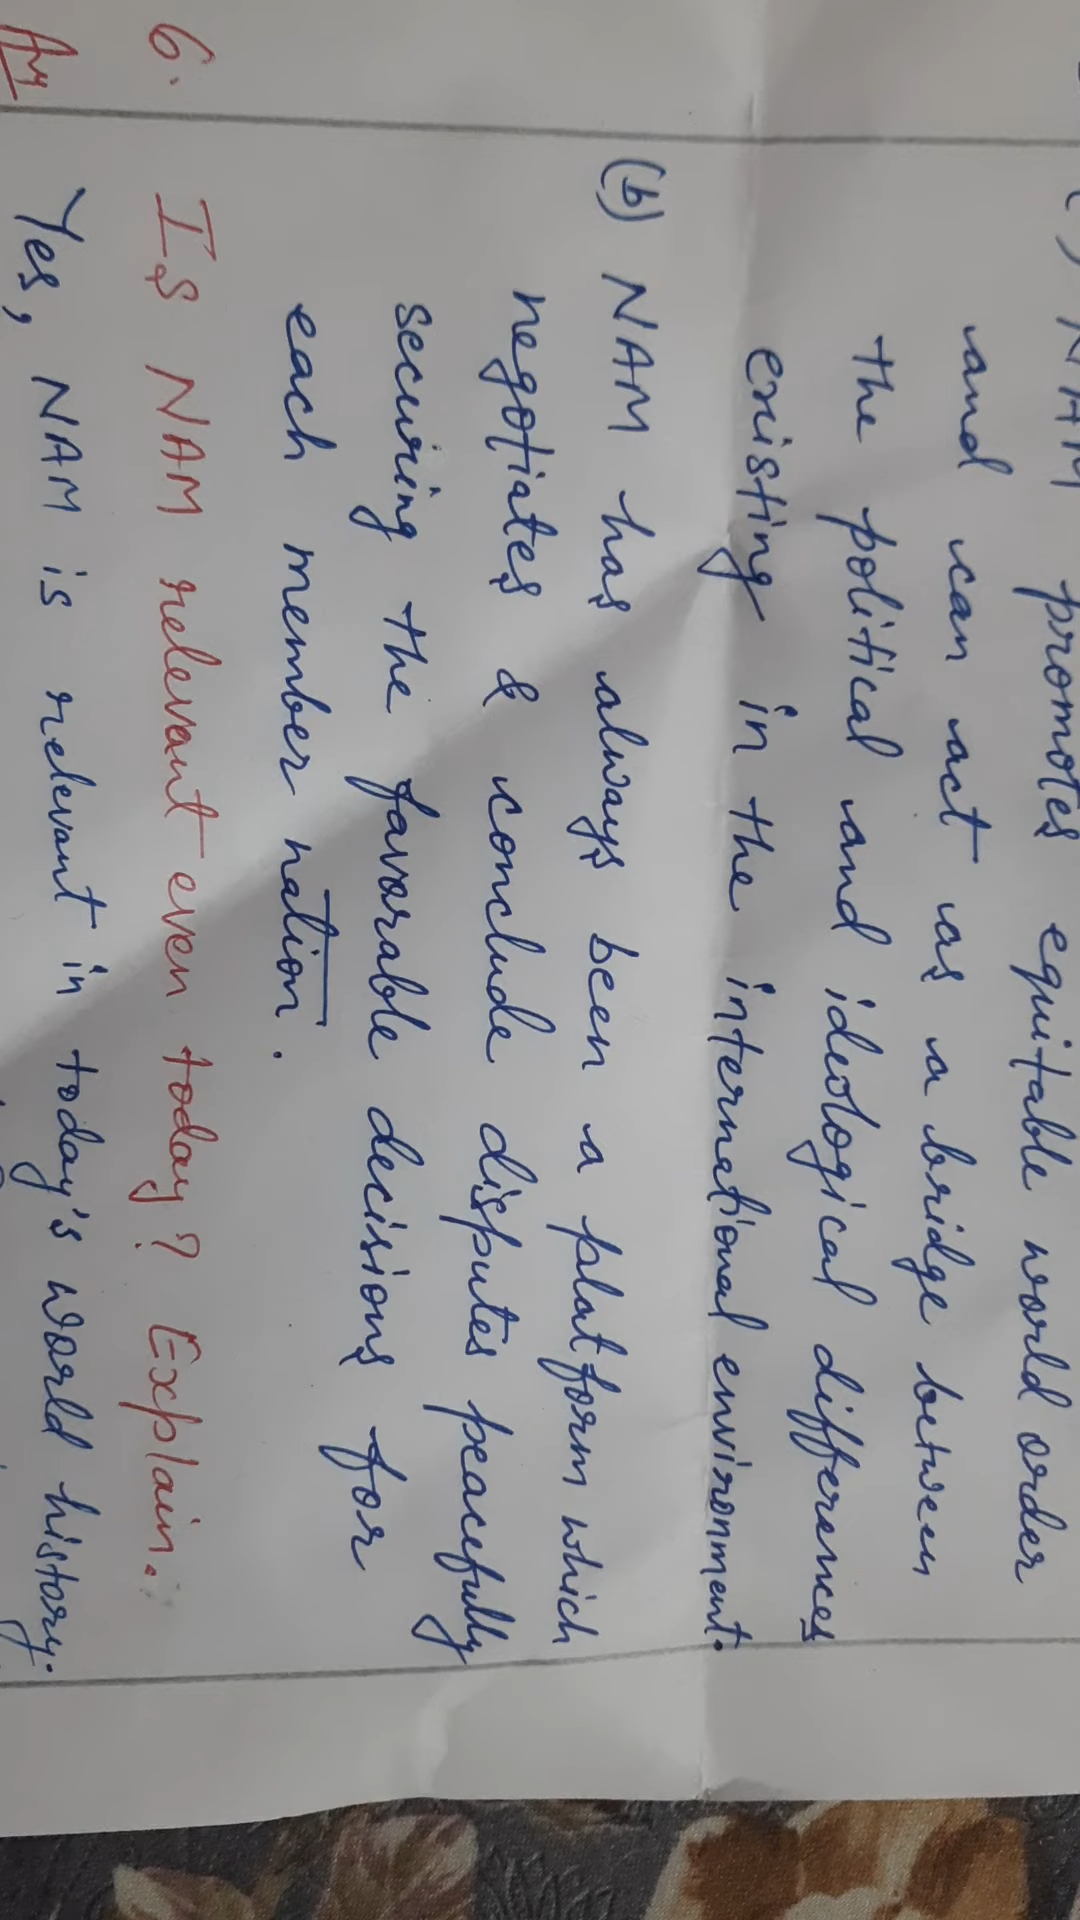 NAM promotes equitable world order
and can act as a bridge between
the political and ideological differences
existing in the international environment.
(b) NAM has always been a platform which
negotiates & conclude disputes peacefully
securing the favorable decisions for
each member nation.
6. Is NAM relevant even today? Explain.
Ans Yes, NAM is relevant in today's world history.